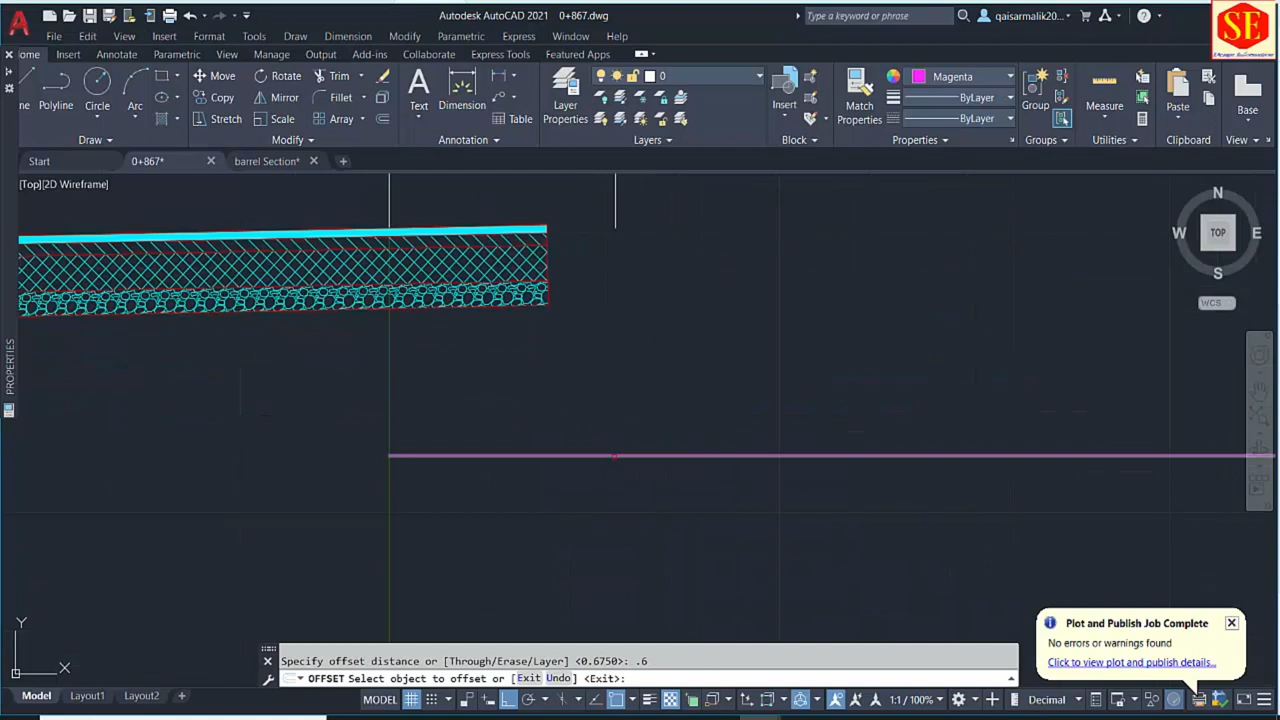 Autodesk AutoCAD 2021 0+867.dwg
Type a keyword or phrase
qaisarmalik20...
SE
File Edit View Insert Format Tools Draw Dimension Modify Parametric Express Window Help
ome Insert Annotate Parametric View Manage Output Add-ins Collaborate Express Tools Featured Apps
Move Rotate Trim
0
Magenta
ne Polyline Circle Arc
Copy Mirror Fillet
Text Dimension
Layer Properties
Insert
Match Properties
ByLayer
Group Measure Paste Base
Stretch Scale Array
Table
ByLayer
Draw Modify Annotation Layers Block Properties Groups Utilities Clipboard View
Start 0+867* barrel Section*
[Top][2D Wireframe]
N
W TOP E
S
WCS
PROPERTIES
Y
X
Plot and Publish Job Complete
No errors or warnings found
Click to view plot and publish details...
Specify offset distance or [Through/Erase/Layer] <0.6750>: .6
OFFSET Select object to offset or [Exit Undo] <Exit>:
Model Layout1 Layout2
MODEL 1:1 / 100% Decimal